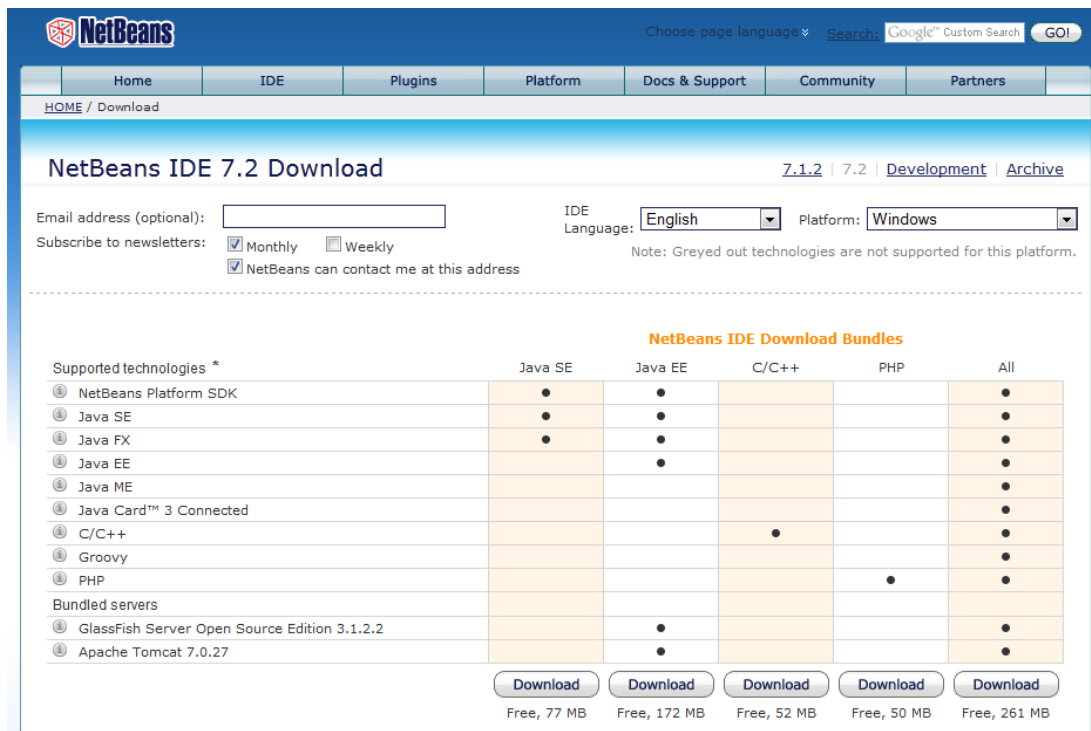 NetBeans
Choose page language Search: Google™ Custom Search GO!
Home IDE Plugins Platform Docs & Support Community Partners
HOME / Download
NetBeans IDE 7.2 Download 7.1.2 | 7.2 | Development | Archive
Email address (optional): IDE Language: English Platform: Windows
Subscribe to newsletters: Monthly Weekly Note: Greyed out technologies are not supported for this platform.
NetBeans can contact me at this address
NetBeans IDE Download Bundles
Supported technologies * Java SE Java EE C/C++ PHP All
NetBeans Platform SDK ● ● ●
Java SE ● ● ●
Java FX ● ● ●
Java EE ● ●
Java ME ●
Java Card™ 3 Connected ●
C/C++ ● ●
Groovy ●
PHP ● ●
Bundled servers
GlassFish Server Open Source Edition 3.1.2.2 ● ●
Apache Tomcat 7.0.27 ● ●
Download Download Download Download Download
Free, 77 MB Free, 172 MB Free, 52 MB Free, 50 MB Free, 261 MB